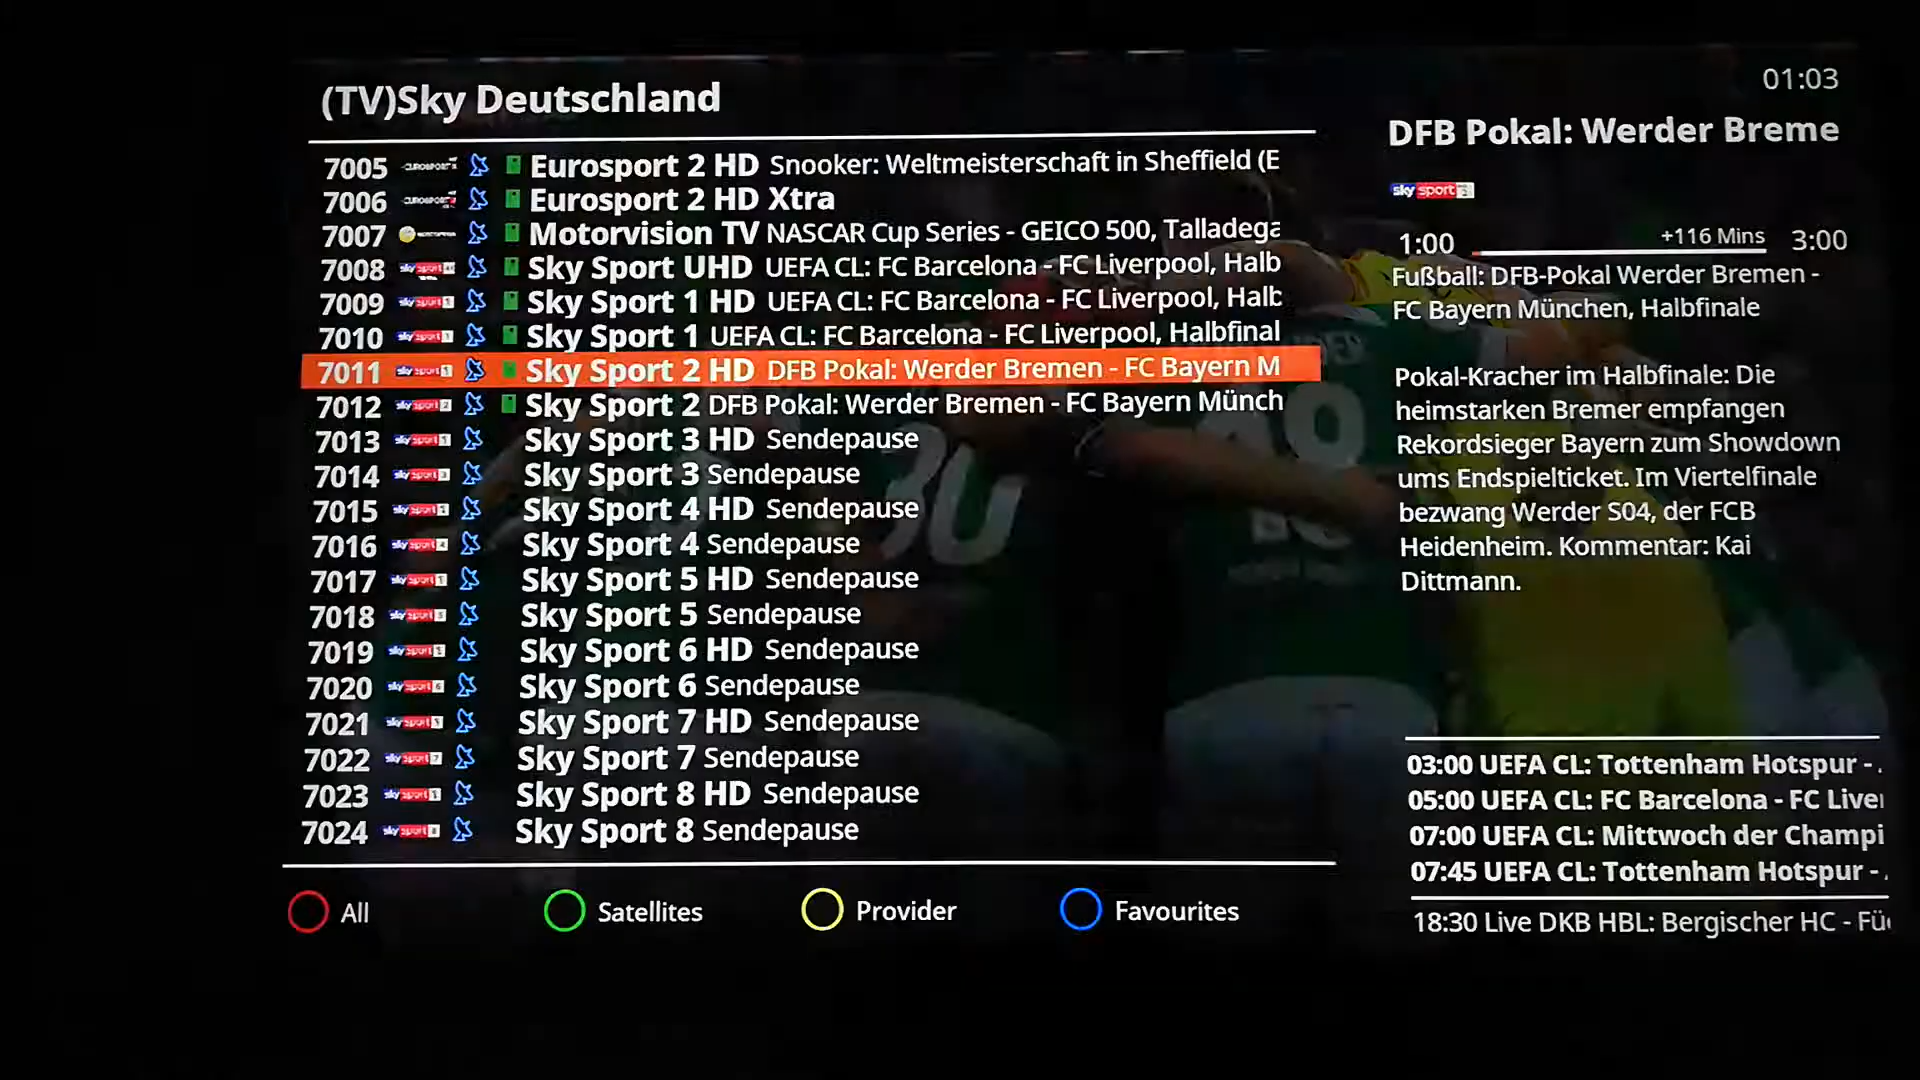 (TV)Sky Deutschland
7005 Eurosport 2 HD Snooker: Weltmeisterschaft in Sheffield (E
7006 Eurosport 2 HD Xtra
7007 Motorvision TV NASCAR Cup Series - GEICO 500, Talladega
7008 Sky Sport UHD UEFA CL: FC Barcelona - FC Liverpool, Halb
7009 Sky Sport 1 HD UEFA CL: FC Barcelona - FC Liverpool, Halb
7010 Sky Sport 1 UEFA CL: FC Barcelona - FC Liverpool, Halbfinal
7011 Sky Sport 2 HD DFB Pokal: Werder Bremen - FC Bayern M
7012 Sky Sport 2 DFB Pokal: Werder Bremen - FC Bayern Münch
7013 Sky Sport 3 HD Sendepause
7014 Sky Sport 3 Sendepause
7015 Sky Sport 4 HD Sendepause
7016 Sky Sport 4 Sendepause
7017 Sky Sport 5 HD Sendepause
7018 Sky Sport 5 Sendepause
7019 Sky Sport 6 HD Sendepause
7020 Sky Sport 6 Sendepause
7021 Sky Sport 7 HD Sendepause
7022 Sky Sport 7 Sendepause
7023 Sky Sport 8 HD Sendepause
7024 Sky Sport 8 Sendepause
All Satellites Provider Favourites
01:03
DFB Pokal: Werder Breme
sky sport
1:00 +116 Mins 3:00
Fußball: DFB-Pokal Werder Bremen -
FC Bayern München, Halbfinale
Pokal-Kracher im Halbfinale: Die
heimstarken Bremer empfangen
Rekordsieger Bayern zum Showdown
ums Endspielticket. Im Viertelfinale
bezwang Werder S04, der FCB
Heidenheim. Kommentar: Kai
Dittmann.
03:00 UEFA CL: Tottenham Hotspur -
05:00 UEFA CL: FC Barcelona - FC Liver
07:00 UEFA CL: Mittwoch der Champi
07:45 UEFA CL: Tottenham Hotspur -
18:30 Live DKB HBL: Bergischer HC - Füc